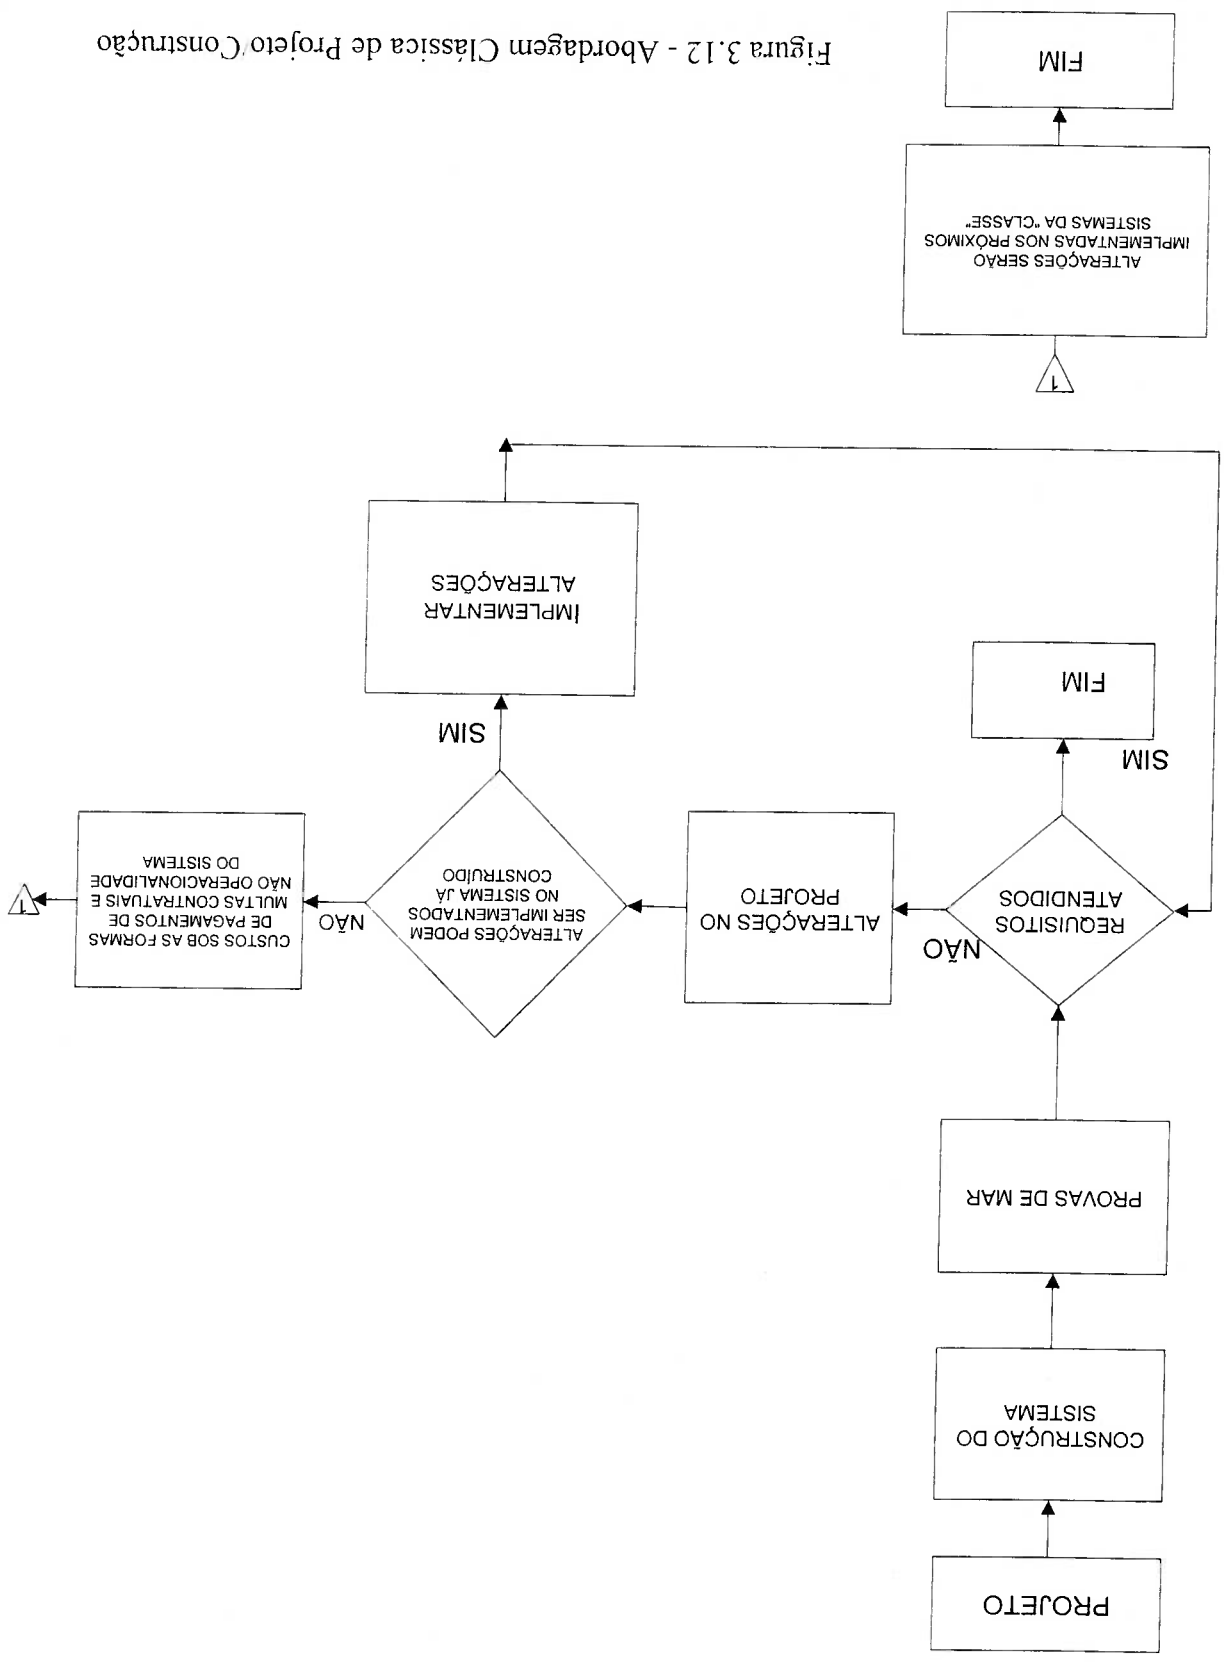 PROJETO
CONSTRUÇÃO DO
SISTEMA
PROVAS DE MAR
REQUISITOS
ATENDIDOS
NÃO
SIM
FIM
ALTERAÇÕES NO
PROJETO
ALTERAÇÕES PODEM
SER IMPLEMENTADOS
NO SISTEMA JÁ
CONSTRUÍDO
NÃO
SIM
CUSTOS SOB AS FORMAS
DE PAGAMENTOS DE
MULTAS CONTRATUAIS E
NÃO OPERACIONALIDADE
DO SISTEMA
1
IMPLEMENTAR
ALTERAÇÕES
1
ALTERAÇÕES SERÃO
IMPLEMENTADAS NOS PRÓXIMOS
SISTEMAS DA "CLASSE"
FIM
Figura 3.12 - Abordagem Clássica de Projeto/Construção